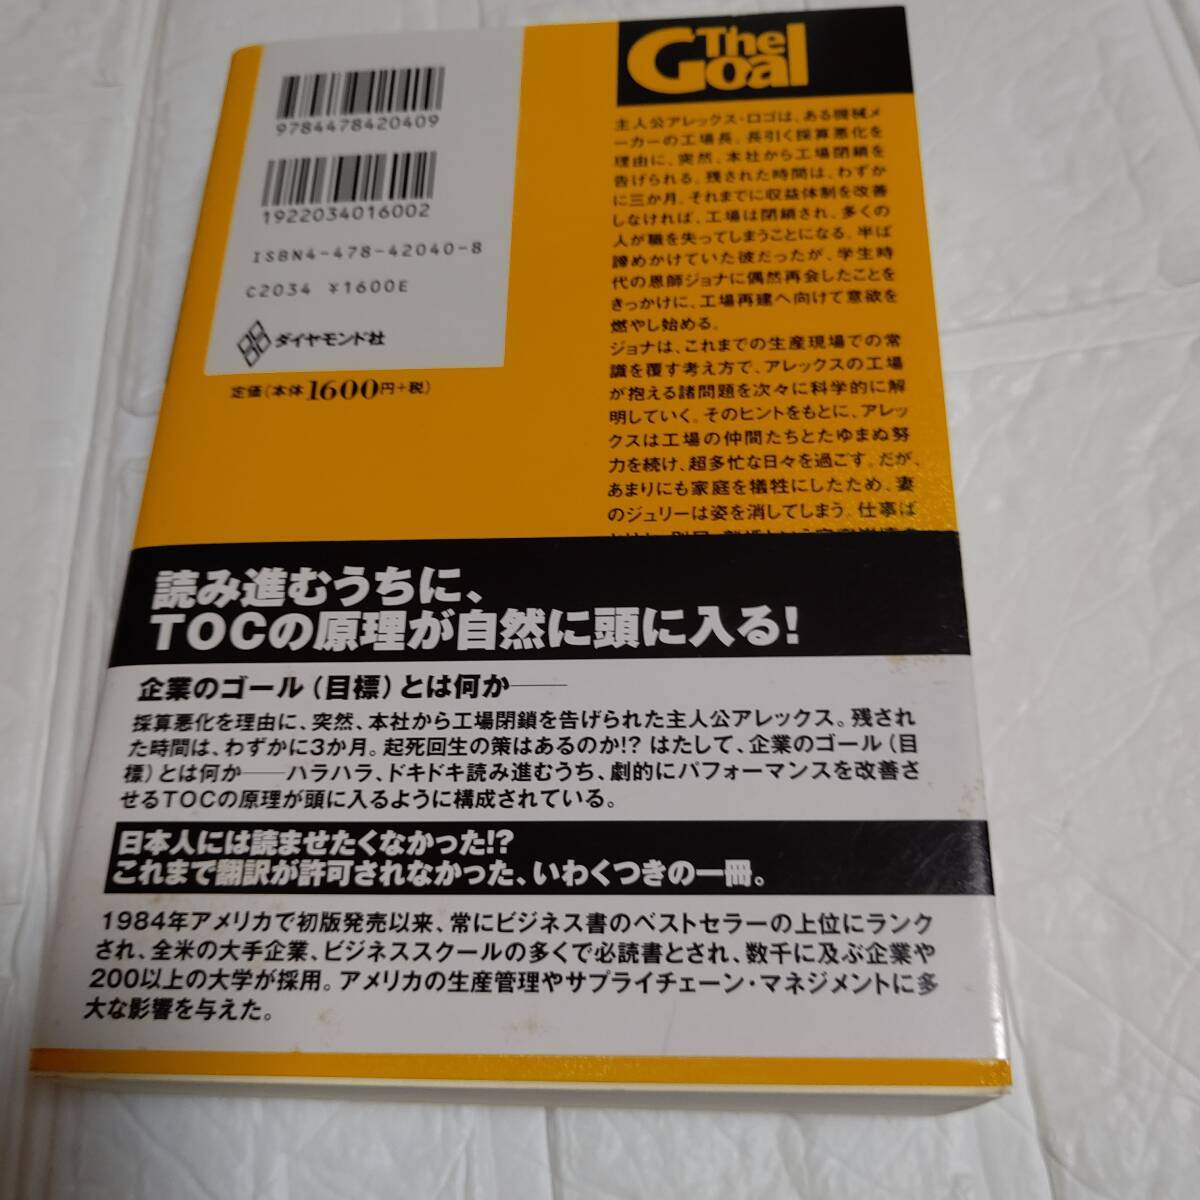 The
Goal
9784478420409
1922034016002
ISBN4-478-42040-8
C2034 ¥1600E
ダイヤモンド社
定価(本体1600円+税)
主人公アレックス・ロゴは、ある機械メ
ーカーの工場長。長引く採算悪化を
理由に、突然、本社から工場閉鎖を
告げられる。残された時間は、わずか
に三か月。それまでに収益体制を改善
しなければ、工場は閉鎖され、多くの
人が職を失ってしまうことになる。半ば
諦めかけていた彼だったが、学生時
代の恩師ジョナに偶然再会したことを
きっかけに、工場再建へ向けて意欲を
燃やし始める。
ジョナは、これまでの生産現場での常
識を覆す考え方で、アレックスの工場
が抱える諸問題を次々に科学的に解
明していく。そのヒントをもとに、アレッ
クスは工場の仲間たちとたゆまぬ努
力を続け、超多忙な日々を過ごす。だが、
あまりにも家庭を犠牲にしたため、妻
のジュリーは姿を消してしまう。仕事ば
読み進むうちに、
TOCの原理が自然に頭に入る!
企業のゴール(目標)とは何か──
採算悪化を理由に、突然、本社から工場閉鎖を告げられた主人公アレックス。残され
た時間は、わずかに3か月。起死回生の策はあるのか!? はたして、企業のゴール(目
標)とは何か──ハラハラ、ドキドキ読み進むうち、劇的にパフォーマンスを改善さ
せるTOCの原理が頭に入るように構成されている。
日本人には読ませたくなかった!?
これまで翻訳が許可されなかった、いわくつきの一冊。
1984年アメリカで初版発売以来、常にビジネス書のベストセラーの上位にランク
され、全米の大手企業、ビジネススクールの多くで必読書とされ、数千に及ぶ企業や
200以上の大学が採用。アメリカの生産管理やサプライチェーン・マネジメントに多
大な影響を与えた。